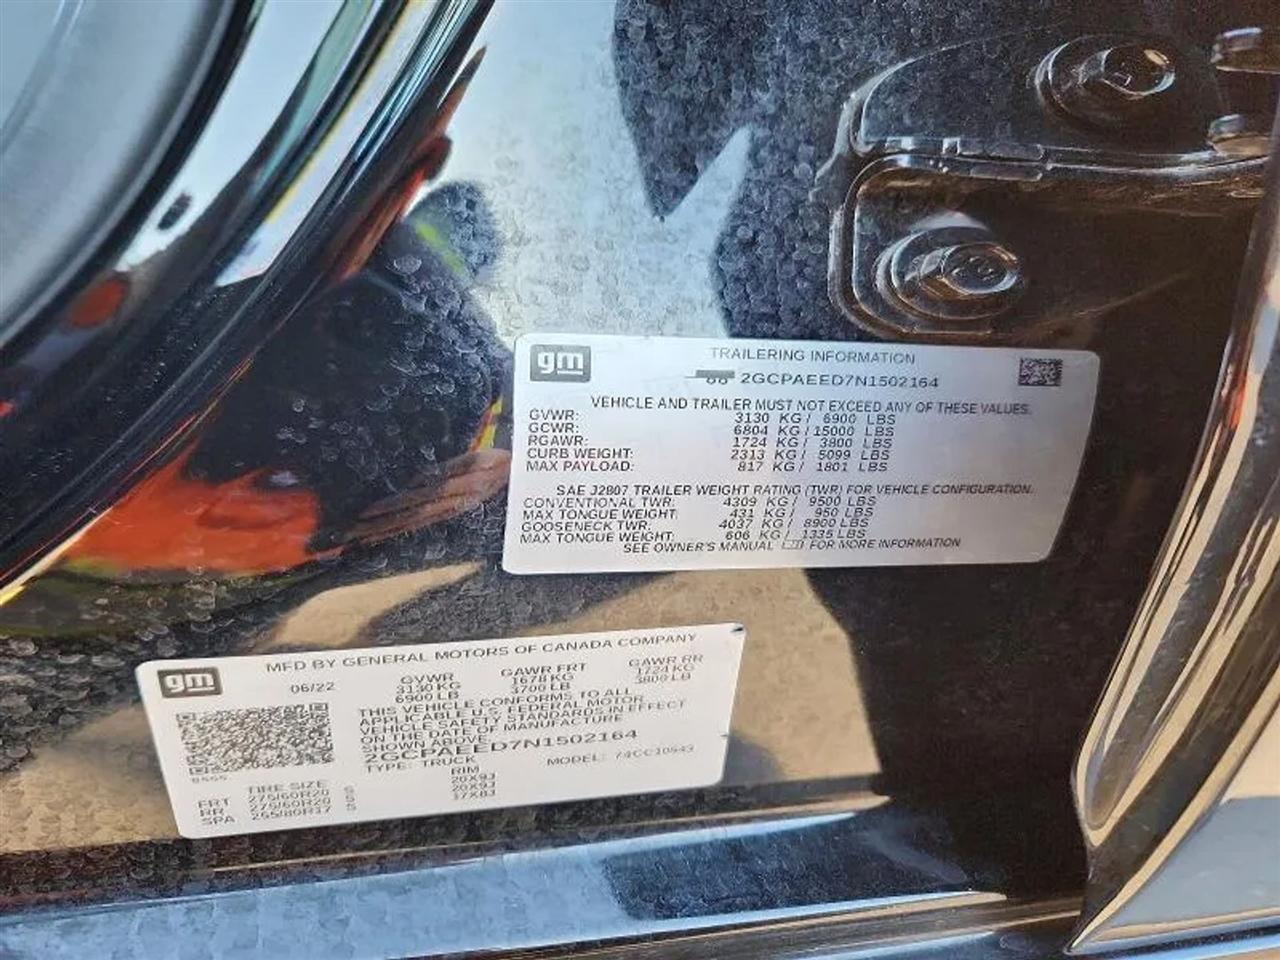 gm
TRAILERING INFORMATION
2GCPAEED7N1502164
VEHICLE AND TRAILER MUST NOT EXCEED ANY OF THESE VALUES.
GVWR: 3130 KG / 6900 LBS
GCWR: 6804 KG / 15000 LBS
RGAWR: 1724 KG / 3800 LBS
CURB WEIGHT: 2313 KG / 5099 LBS
MAX PAYLOAD: 817 KG / 1801 LBS
SAE J2807 TRAILER WEIGHT RATING (TWR) FOR VEHICLE CONFIGURATION.
CONVENTIONAL TWR: 4309 KG / 9500 LBS
MAX TONGUE WEIGHT: 431 KG / 950 LBS
GOOSENECK TWR: 4037 KG / 8900 LBS
MAX TONGUE WEIGHT: 606 KG / 1335 LBS
SEE OWNER'S MANUAL FOR MORE INFORMATION
gm
MFD BY GENERAL MOTORS OF CANADA COMPANY
06/22 GVWR GAWR FRT GAWR RR
3130 KG 1678 KG 1724 KG
6900 LB 3700 LB 3800 LB
THIS VEHICLE CONFORMS TO ALL
APPLICABLE U.S. FEDERAL MOTOR
VEHICLE SAFETY STANDARDS IN EFFECT
ON THE DATE OF MANUFACTURE
SHOWN ABOVE.
2GCPAEED7N1502164
TYPE: TRUCK MODEL: 74CC10543
TIRE SIZE RIM
FRT 275/60R20 S 20X9J
RR 275/60R20 S 20X9J
SPA 265/80R17 S 17X8J